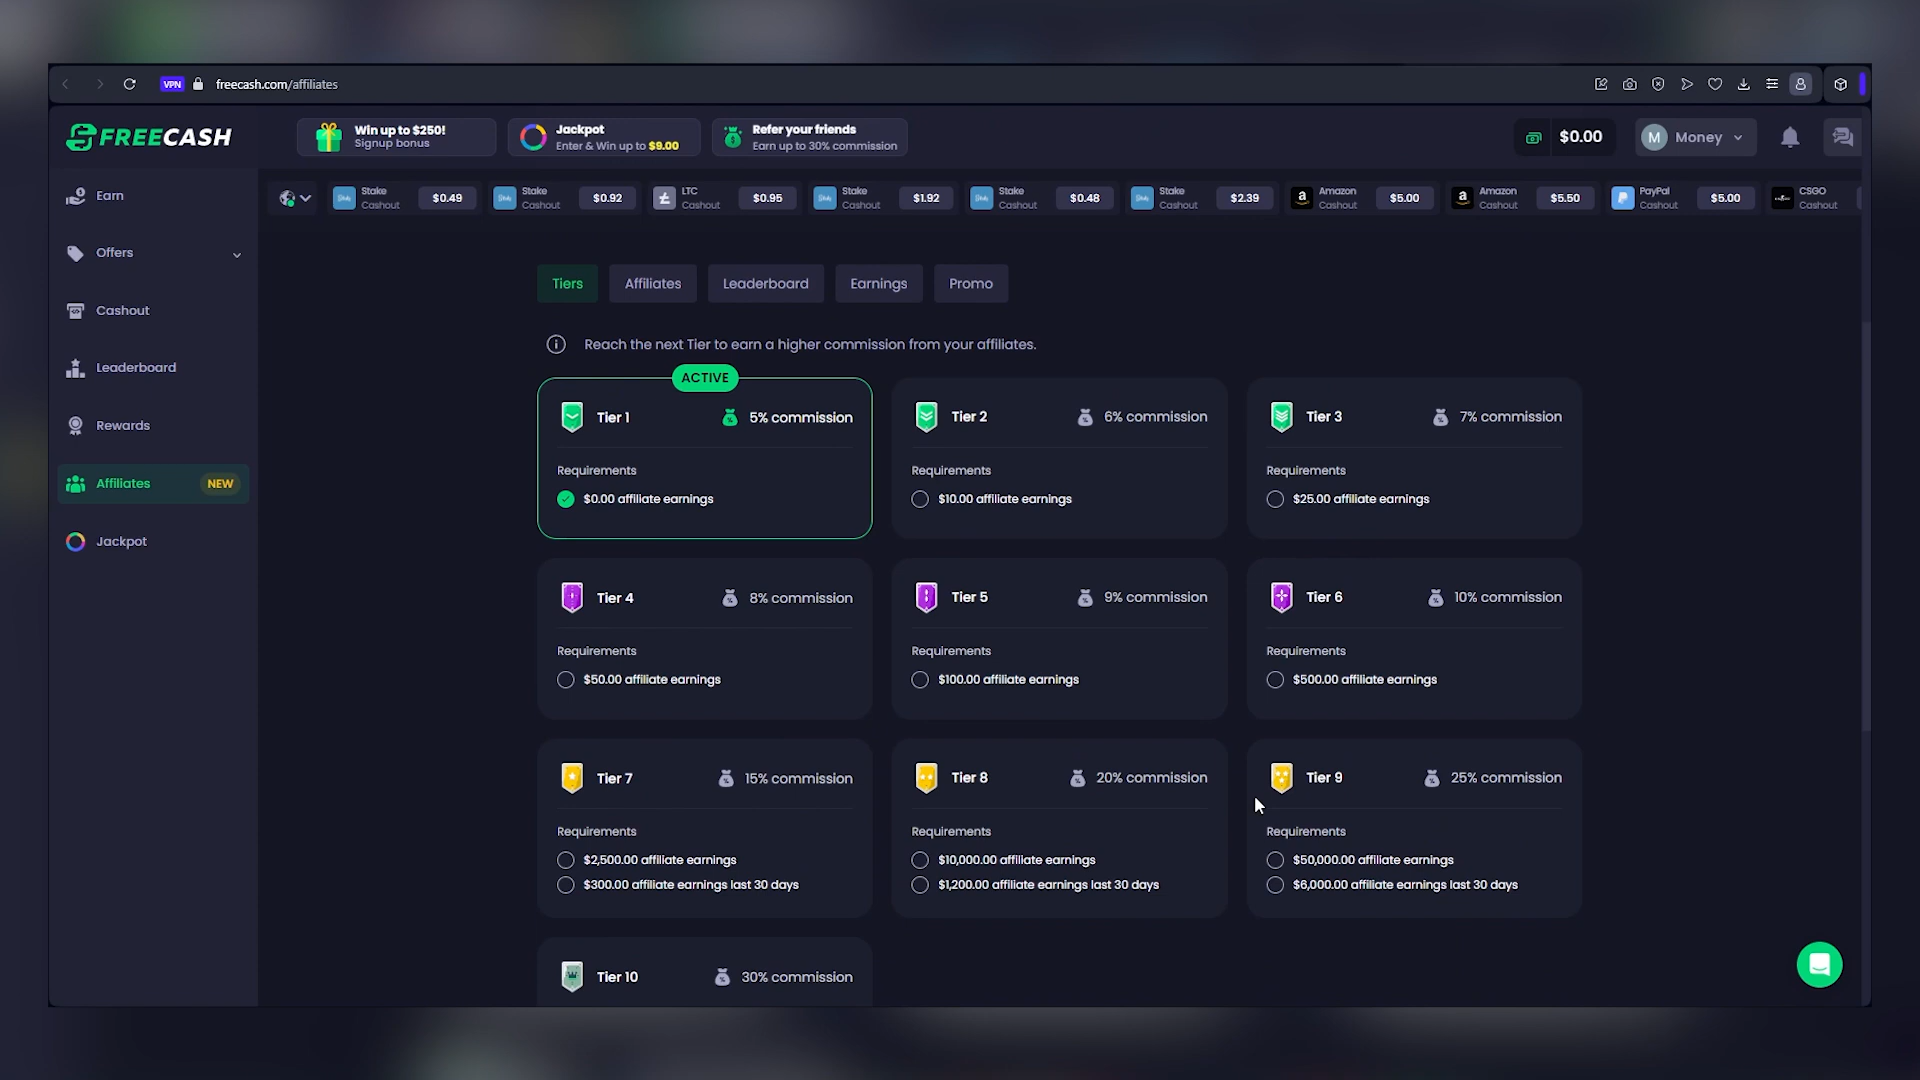 VPN freecash.com/affiliates
FREECASH
Win up to $250!
Signup bonus
Jackpot
Enter & Win up to $9.00
Refer your friends
Earn up to 30% commission
$0.00
M Money
Earn
Offers
Cashout
Leaderboard
Rewards
Affiliates NEW
Jackpot
Stake
Cashout
$0.49
Stake
Cashout
$0.92
LTC
Cashout
$0.95
Stake
Cashout
$1.92
Stake
Cashout
$0.48
Stake
Cashout
$2.39
Amazon
Cashout
$5.00
Amazon
Cashout
$5.50
PayPal
Cashout
$5.00
CSGO
Cashout
Tiers Affiliates Leaderboard Earnings Promo
Reach the next Tier to earn a higher commission from your affiliates.
ACTIVE
Tier 1 5% commission
Requirements
$0.00 affiliate earnings
Tier 2 6% commission
Requirements
$10.00 affiliate earnings
Tier 3 7% commission
Requirements
$25.00 affiliate earnings
Tier 4 8% commission
Requirements
$50.00 affiliate earnings
Tier 5 9% commission
Requirements
$100.00 affiliate earnings
Tier 6 10% commission
Requirements
$500.00 affiliate earnings
Tier 7 15% commission
Requirements
$2,500.00 affiliate earnings
$300.00 affiliate earnings last 30 days
Tier 8 20% commission
Requirements
$10,000.00 affiliate earnings
$1,200.00 affiliate earnings last 30 days
Tier 9 25% commission
Requirements
$50,000.00 affiliate earnings
$6,000.00 affiliate earnings last 30 days
Tier 10 30% commission